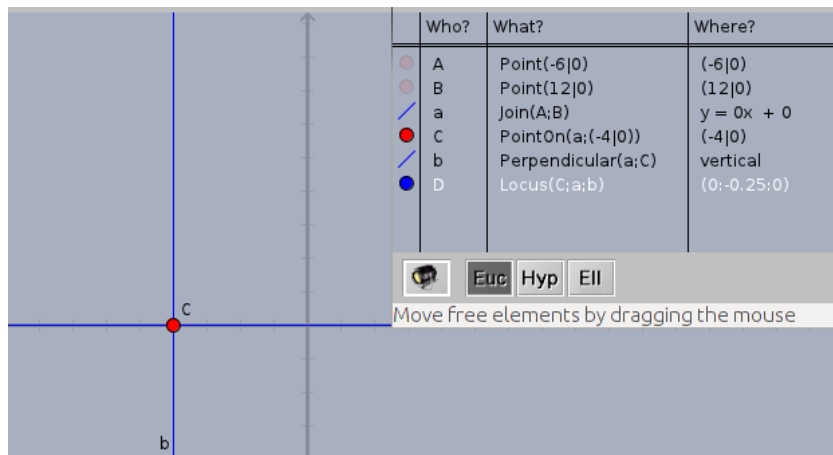 Who? What? Where?
A Point(-6|0) (-6|0)
B Point(12|0) (12|0)
a Join(A;B) y = 0x + 0
C PointOn(a;(-4|0)) (-4|0)
b Perpendicular(a;C) vertical
D Locus(C;a;b) (0:-0.25:0)
Euc Hyp Ell
Move free elements by dragging the mouse
C
b